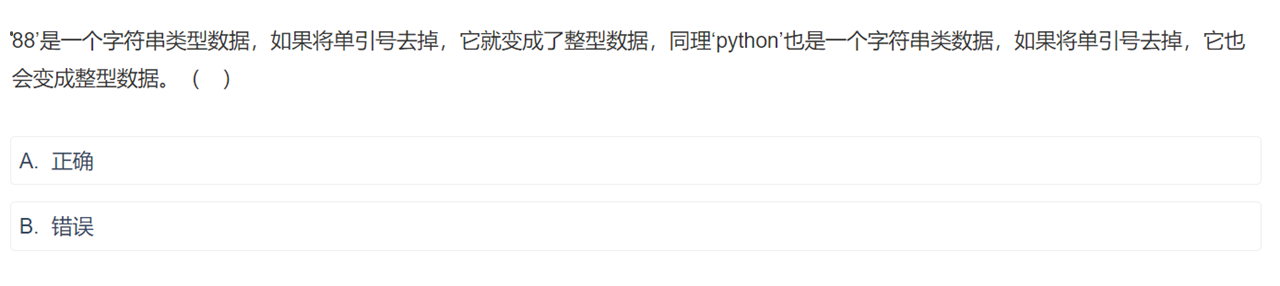 '88'是一个字符串类型数据，如果将单引号去掉，它就变成了整型数据，同理‘python’也是一个字符串类数据，如果将单引号去掉，它也
会变成整型数据。（ ）
A. 正确
B. 错误